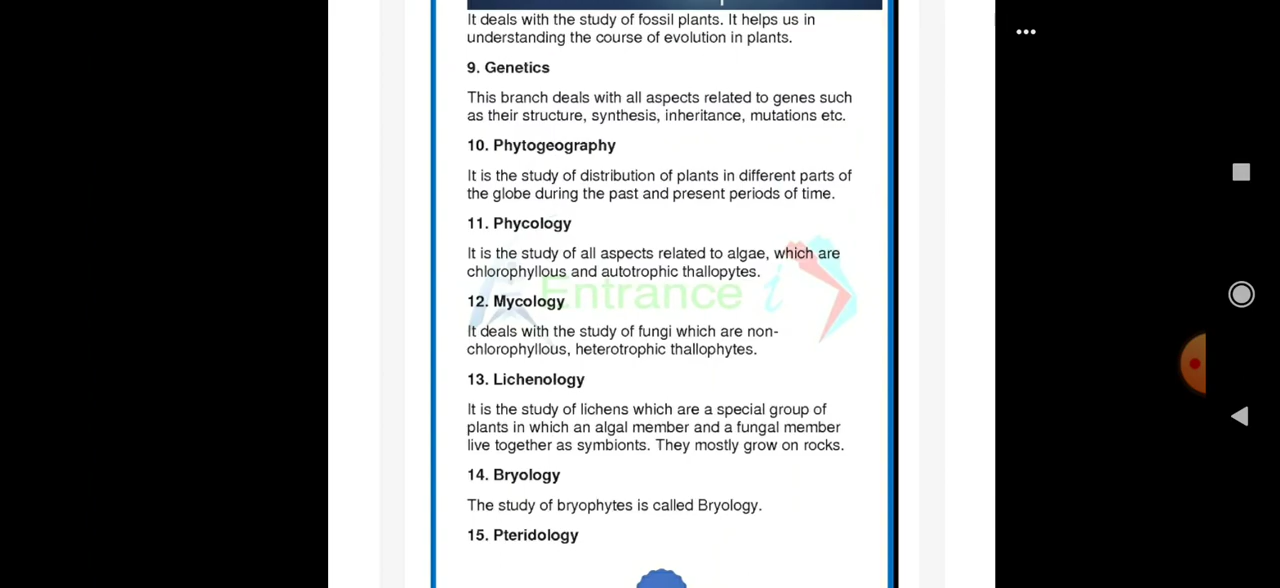 It deals with the study of fossil plants. It helps us in
understanding the course of evolution in plants.
9. Genetics
This branch deals with all aspects related to genes such
as their structure, synthesis, inheritance, mutations etc.
10. Phytogeography
It is the study of distribution of plants in different parts of
the globe during the past and present periods of time.
11. Phycology
It is the study of all aspects related to algae, which are
chlorophyllous and autotrophic thallopytes.
Entrance i
12. Mycology
It deals with the study of fungi which are non-
chlorophyllous, heterotrophic thallophytes.
13. Lichenology
It is the study of lichens which are a special group of
plants in which an algal member and a fungal member
live together as symbionts. They mostly grow on rocks.
14. Bryology
The study of bryophytes is called Bryology.
15. Pteridology